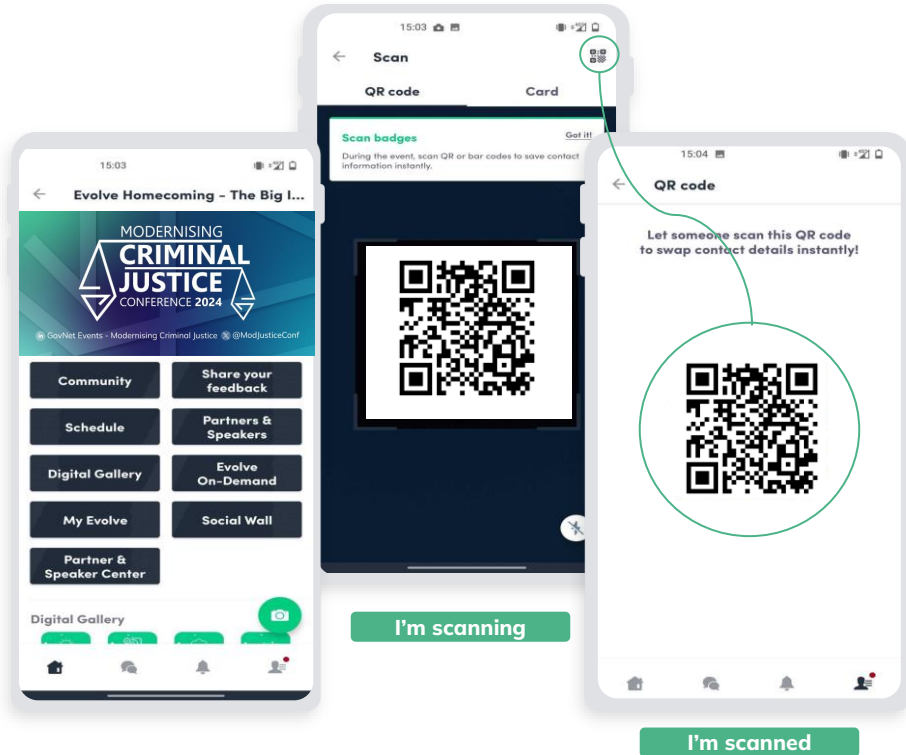 15:03
Evolve Homecoming - The Big I...
MODERNISING
CRIMINAL
JUSTICE
CONFERENCE 2024
GovNet Events - Modernising Criminal Justice @ModJusticeConf
Community
Share your
feedback
Schedule
Partners &
Speakers
Digital Gallery
Evolve
On-Demand
My Evolve
Social Wall
Partner &
Speaker Center
Digital Gallery
15:03
Scan
QR code
Card
Scan badges
Got it!
During the event, scan QR or bar codes to save contact
information instantly.
I'm scanning
15:04
QR code
Let someone scan this QR code
to swap contact details instantly!
I'm scanned